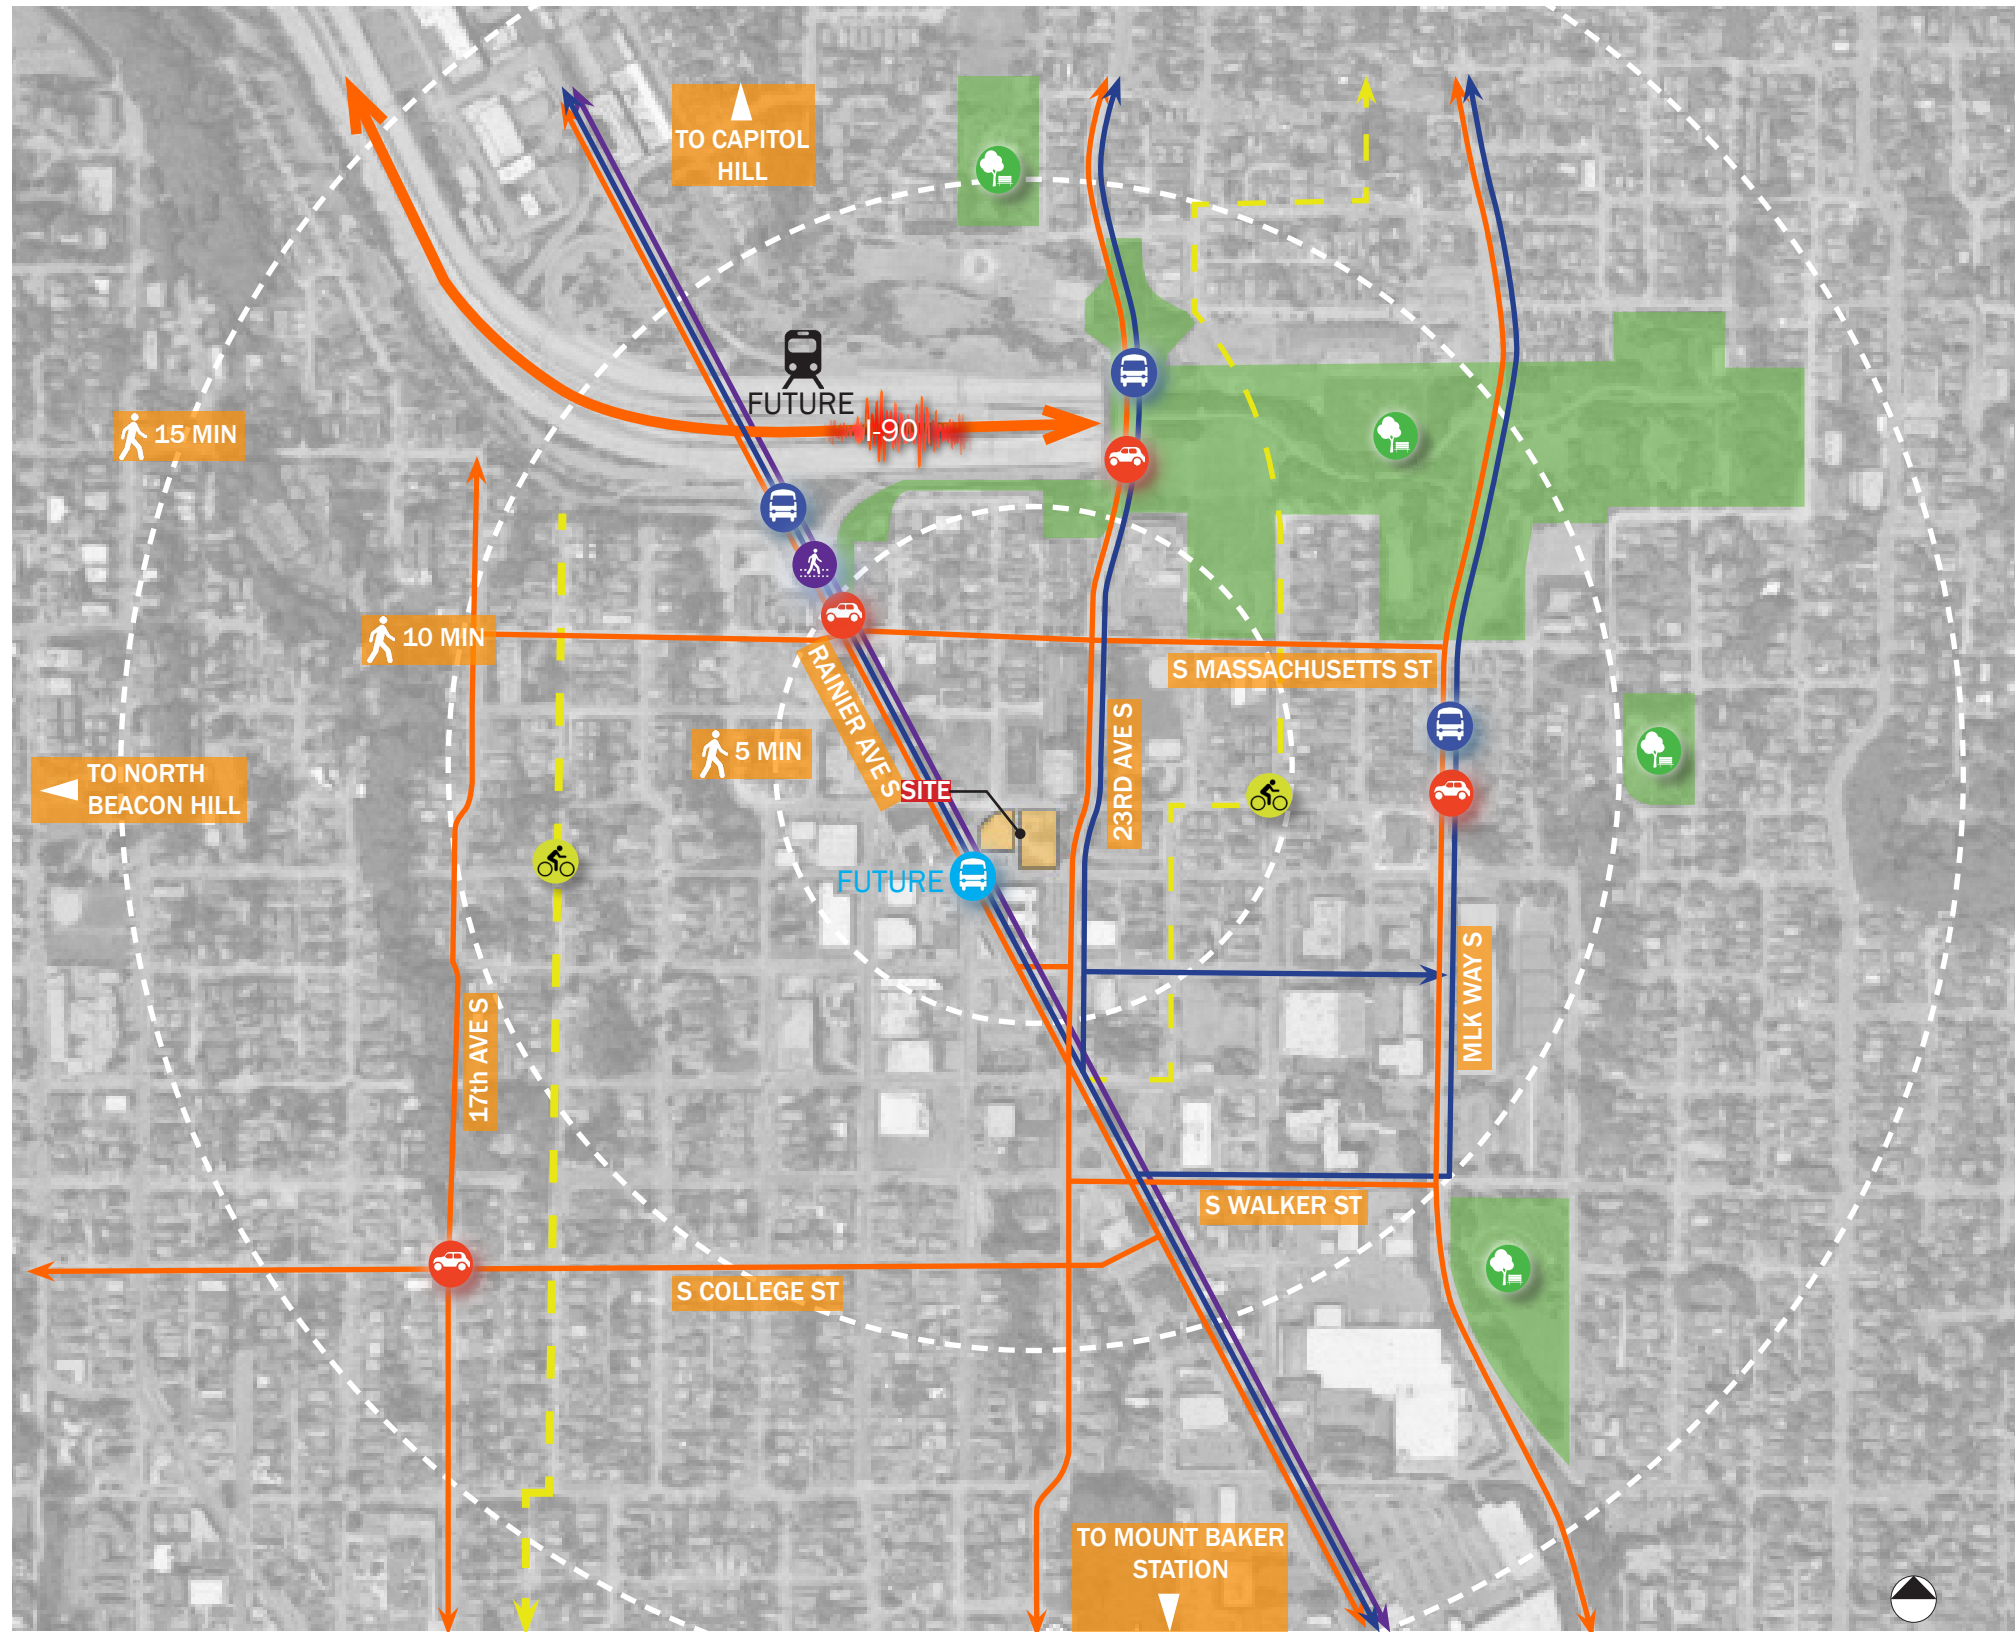 TO CAPITOL
HILL
FUTURE
I-90
15 MIN
10 MIN
S MASSACHUSETTS ST
RAINIER AVE S
23RD AVE S
5 MIN
TO NORTH
BEACON HILL
SITE
FUTURE
MLK WAY S
17th AVE S
S WALKER ST
S COLLEGE ST
TO MOUNT BAKER
STATION